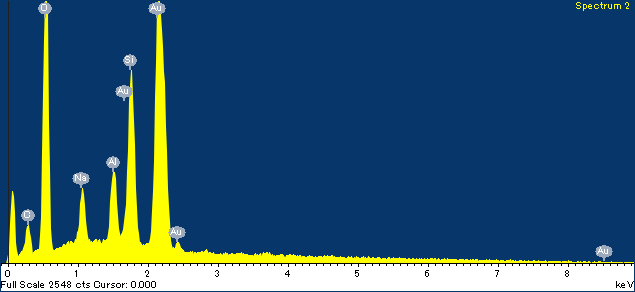 Spectrum 2
O
Au
Si
Au
Al
Na
C
Au
Au
0 1 2 3 4 5 6 7 8
Full Scale 2548 cts Cursor: 0.000 keV